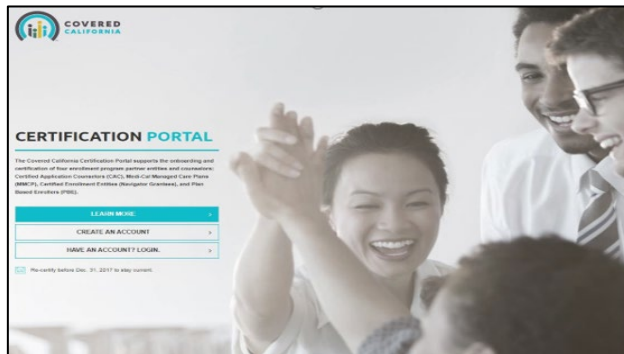 COVERED
CALIFORNIA
CERTIFICATION PORTAL
The Covered California Certification Portal supports the onboarding and
certification of four enrollment program partner entities and counselors:
Certified Application Counselors (CAC), Medi-Cal Managed Care Plans
(MMCP), Certified Enrollment Entities (Navigator Grantees), and Plan
Based Enrollers (PBE).
LEARN MORE
CREATE AN ACCOUNT
HAVE AN ACCOUNT? LOGIN.
Re-certify before Dec. 31, 2017 to stay current.